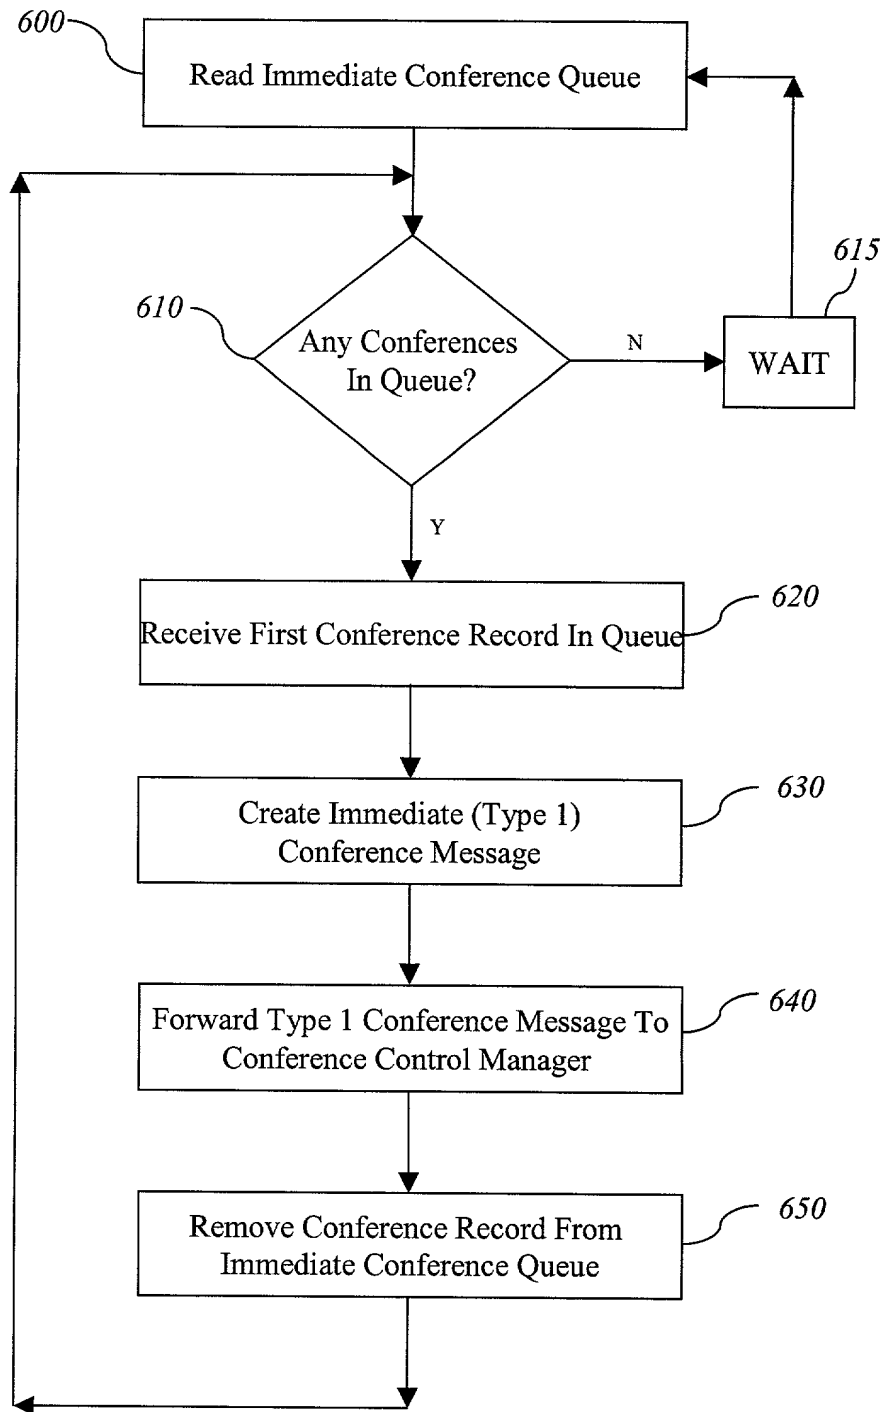 600
Read Immediate Conference Queue
615
610
Any Conferences
In Queue?
N
WAIT
Y
620
Receive First Conference Record In Queue
630
Create Immediate (Type 1)
Conference Message
640
Forward Type 1 Conference Message To
Conference Control Manager
650
Remove Conference Record From
Immediate Conference Queue